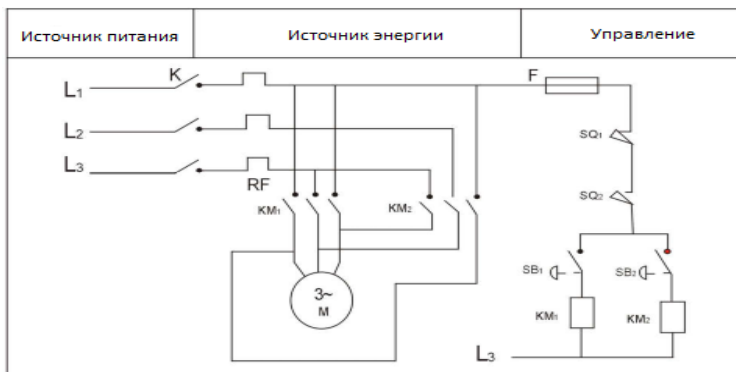 Источник питания
Источник энергии
Управление
K
F
L1
L2
L3
RF
SQ1
SQ2
KM1
KM2
SB1
SB2
3~
M
KM1
KM2
L3